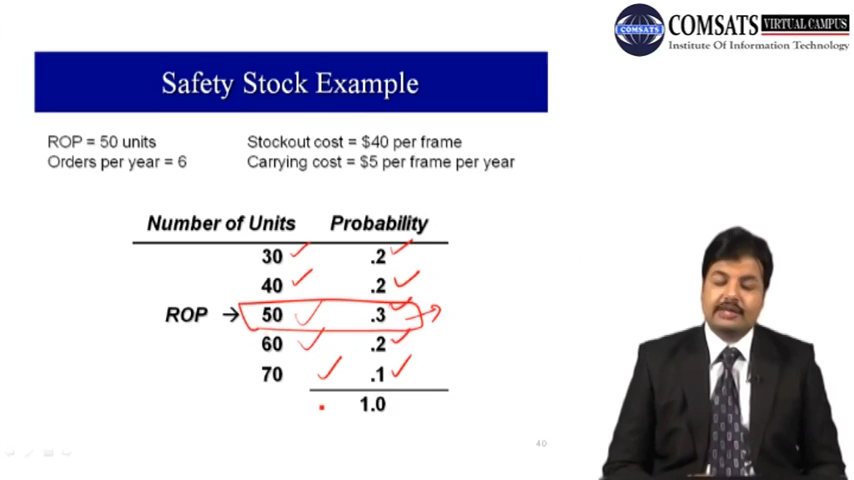 COMSATS
COMSATS VIRTUAL CAMPUS
Institute Of Information Technology
Safety Stock Example
ROP = 50 units
Stockout cost = $40 per frame
Orders per year = 6
Carrying cost = $5 per frame per year
Number of Units Probability
30 .2
40 .2
ROP → 50 .3
60 .2
70 .1
1.0
40